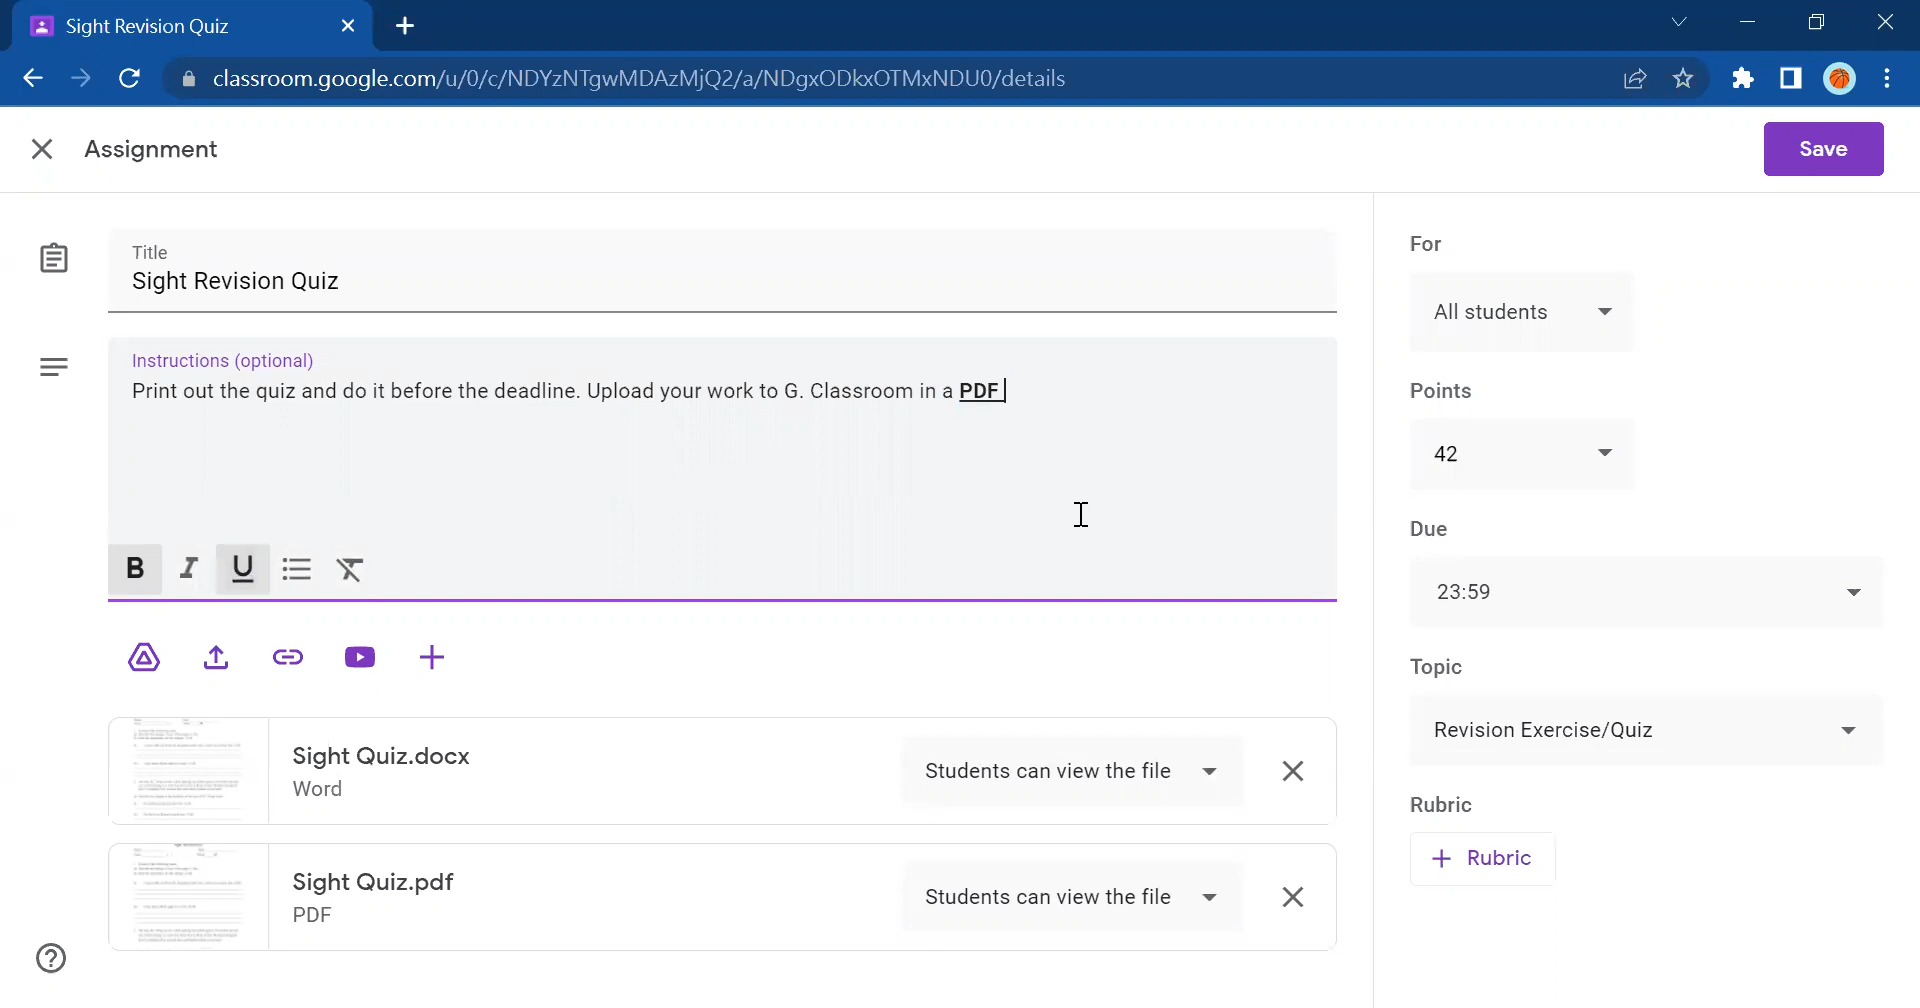 Sight Revision Quiz
classroom.google.com/u/0/c/NDYzNTgwMDAzMjQ2/a/NDgxODkxOTMxNDU0/details
Assignment
Save
Title
Sight Revision Quiz
Instructions (optional)
Print out the quiz and do it before the deadline. Upload your work to G. Classroom in a PDF
B I U
Sight Quiz.docx
Word
Students can view the file
Sight Quiz.pdf
PDF
Students can view the file
For
All students
Points
42
Due
23:59
Topic
Revision Exercise/Quiz
Rubric
Rubric